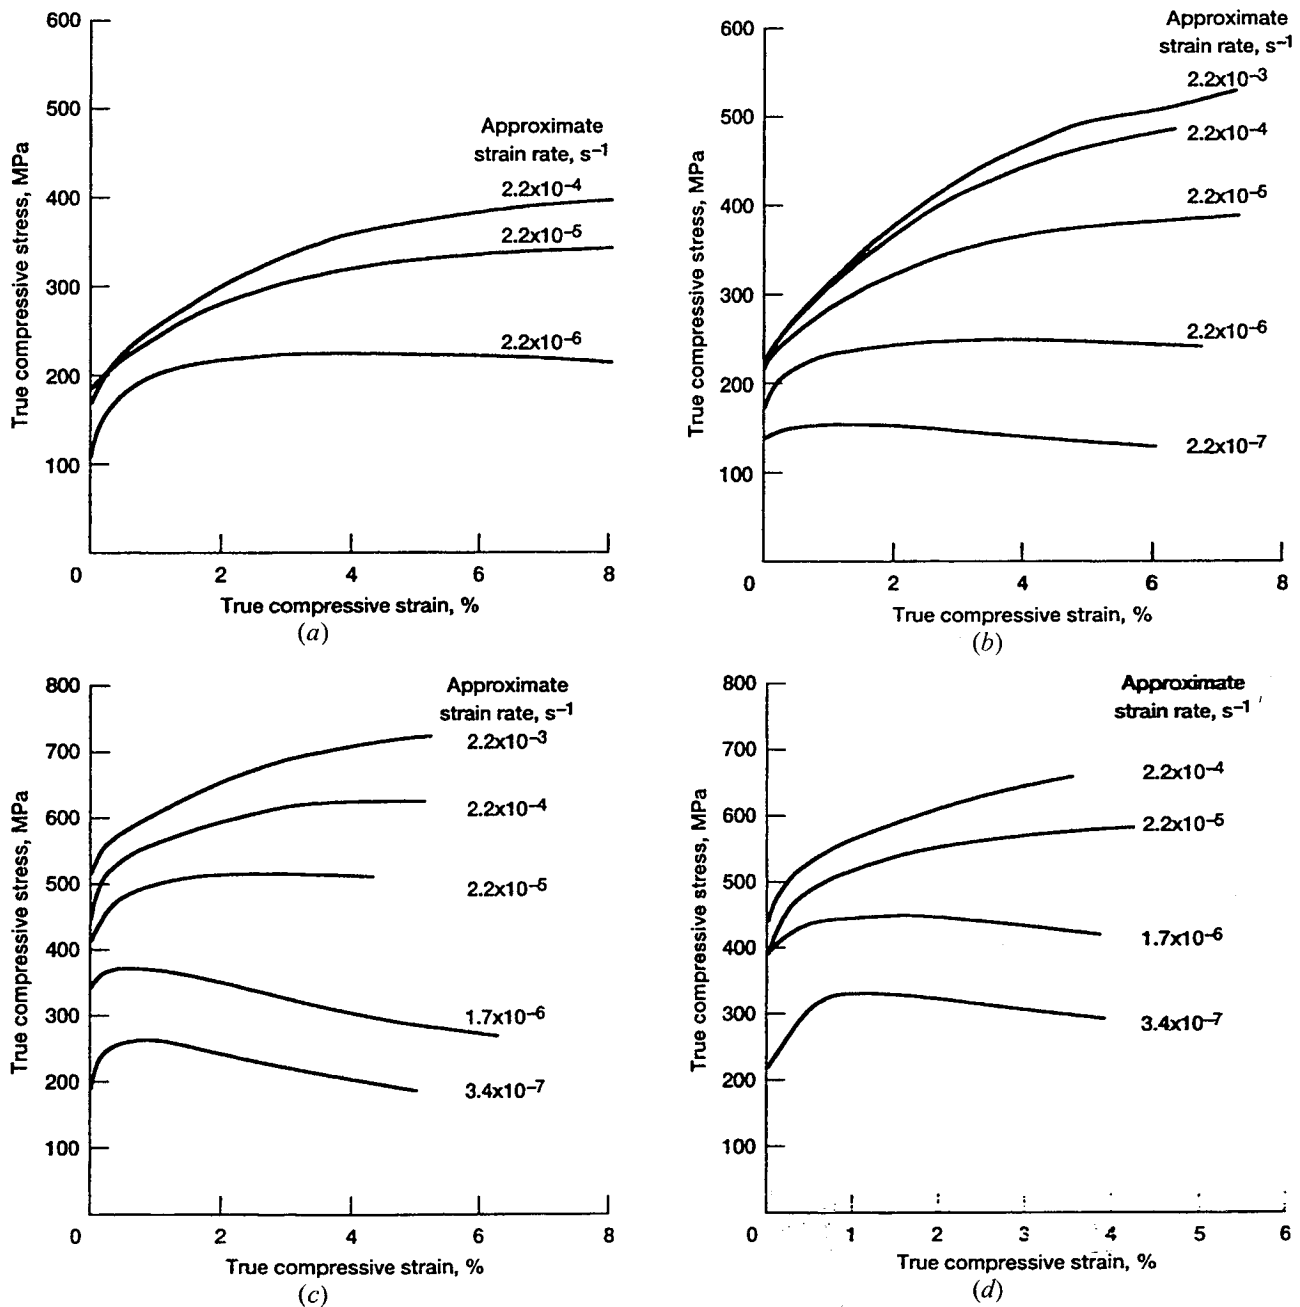 600
500
400
300
200
100
True compressive stress, MPa
Approximate
strain rate, s⁻¹
2.2x10⁻⁴
2.2x10⁻⁵
2.2x10⁻⁶
0 2 4 6 8
True compressive strain, %
(a)
600
500
400
300
200
100
True compressive stress, MPa
Approximate
strain rate, s⁻¹
2.2x10⁻³
2.2x10⁻⁴
2.2x10⁻⁵
2.2x10⁻⁶
2.2x10⁻⁷
0 2 4 6 8
True compressive strain, %
(b)
800
700
600
500
400
300
200
100
True compressive stress, MPa
Approximate
strain rate, s⁻¹
2.2x10⁻³
2.2x10⁻⁴
2.2x10⁻⁵
1.7x10⁻⁶
3.4x10⁻⁷
0 2 4 6 8
True compressive strain, %
(c)
800
700
600
500
400
300
200
100
True compressive stress, MPa
Approximate
strain rate, s⁻¹
2.2x10⁻⁴
2.2x10⁻⁵
1.7x10⁻⁶
3.4x10⁻⁷
0 1 2 3 4 5 6
True compressive strain, %
(d)